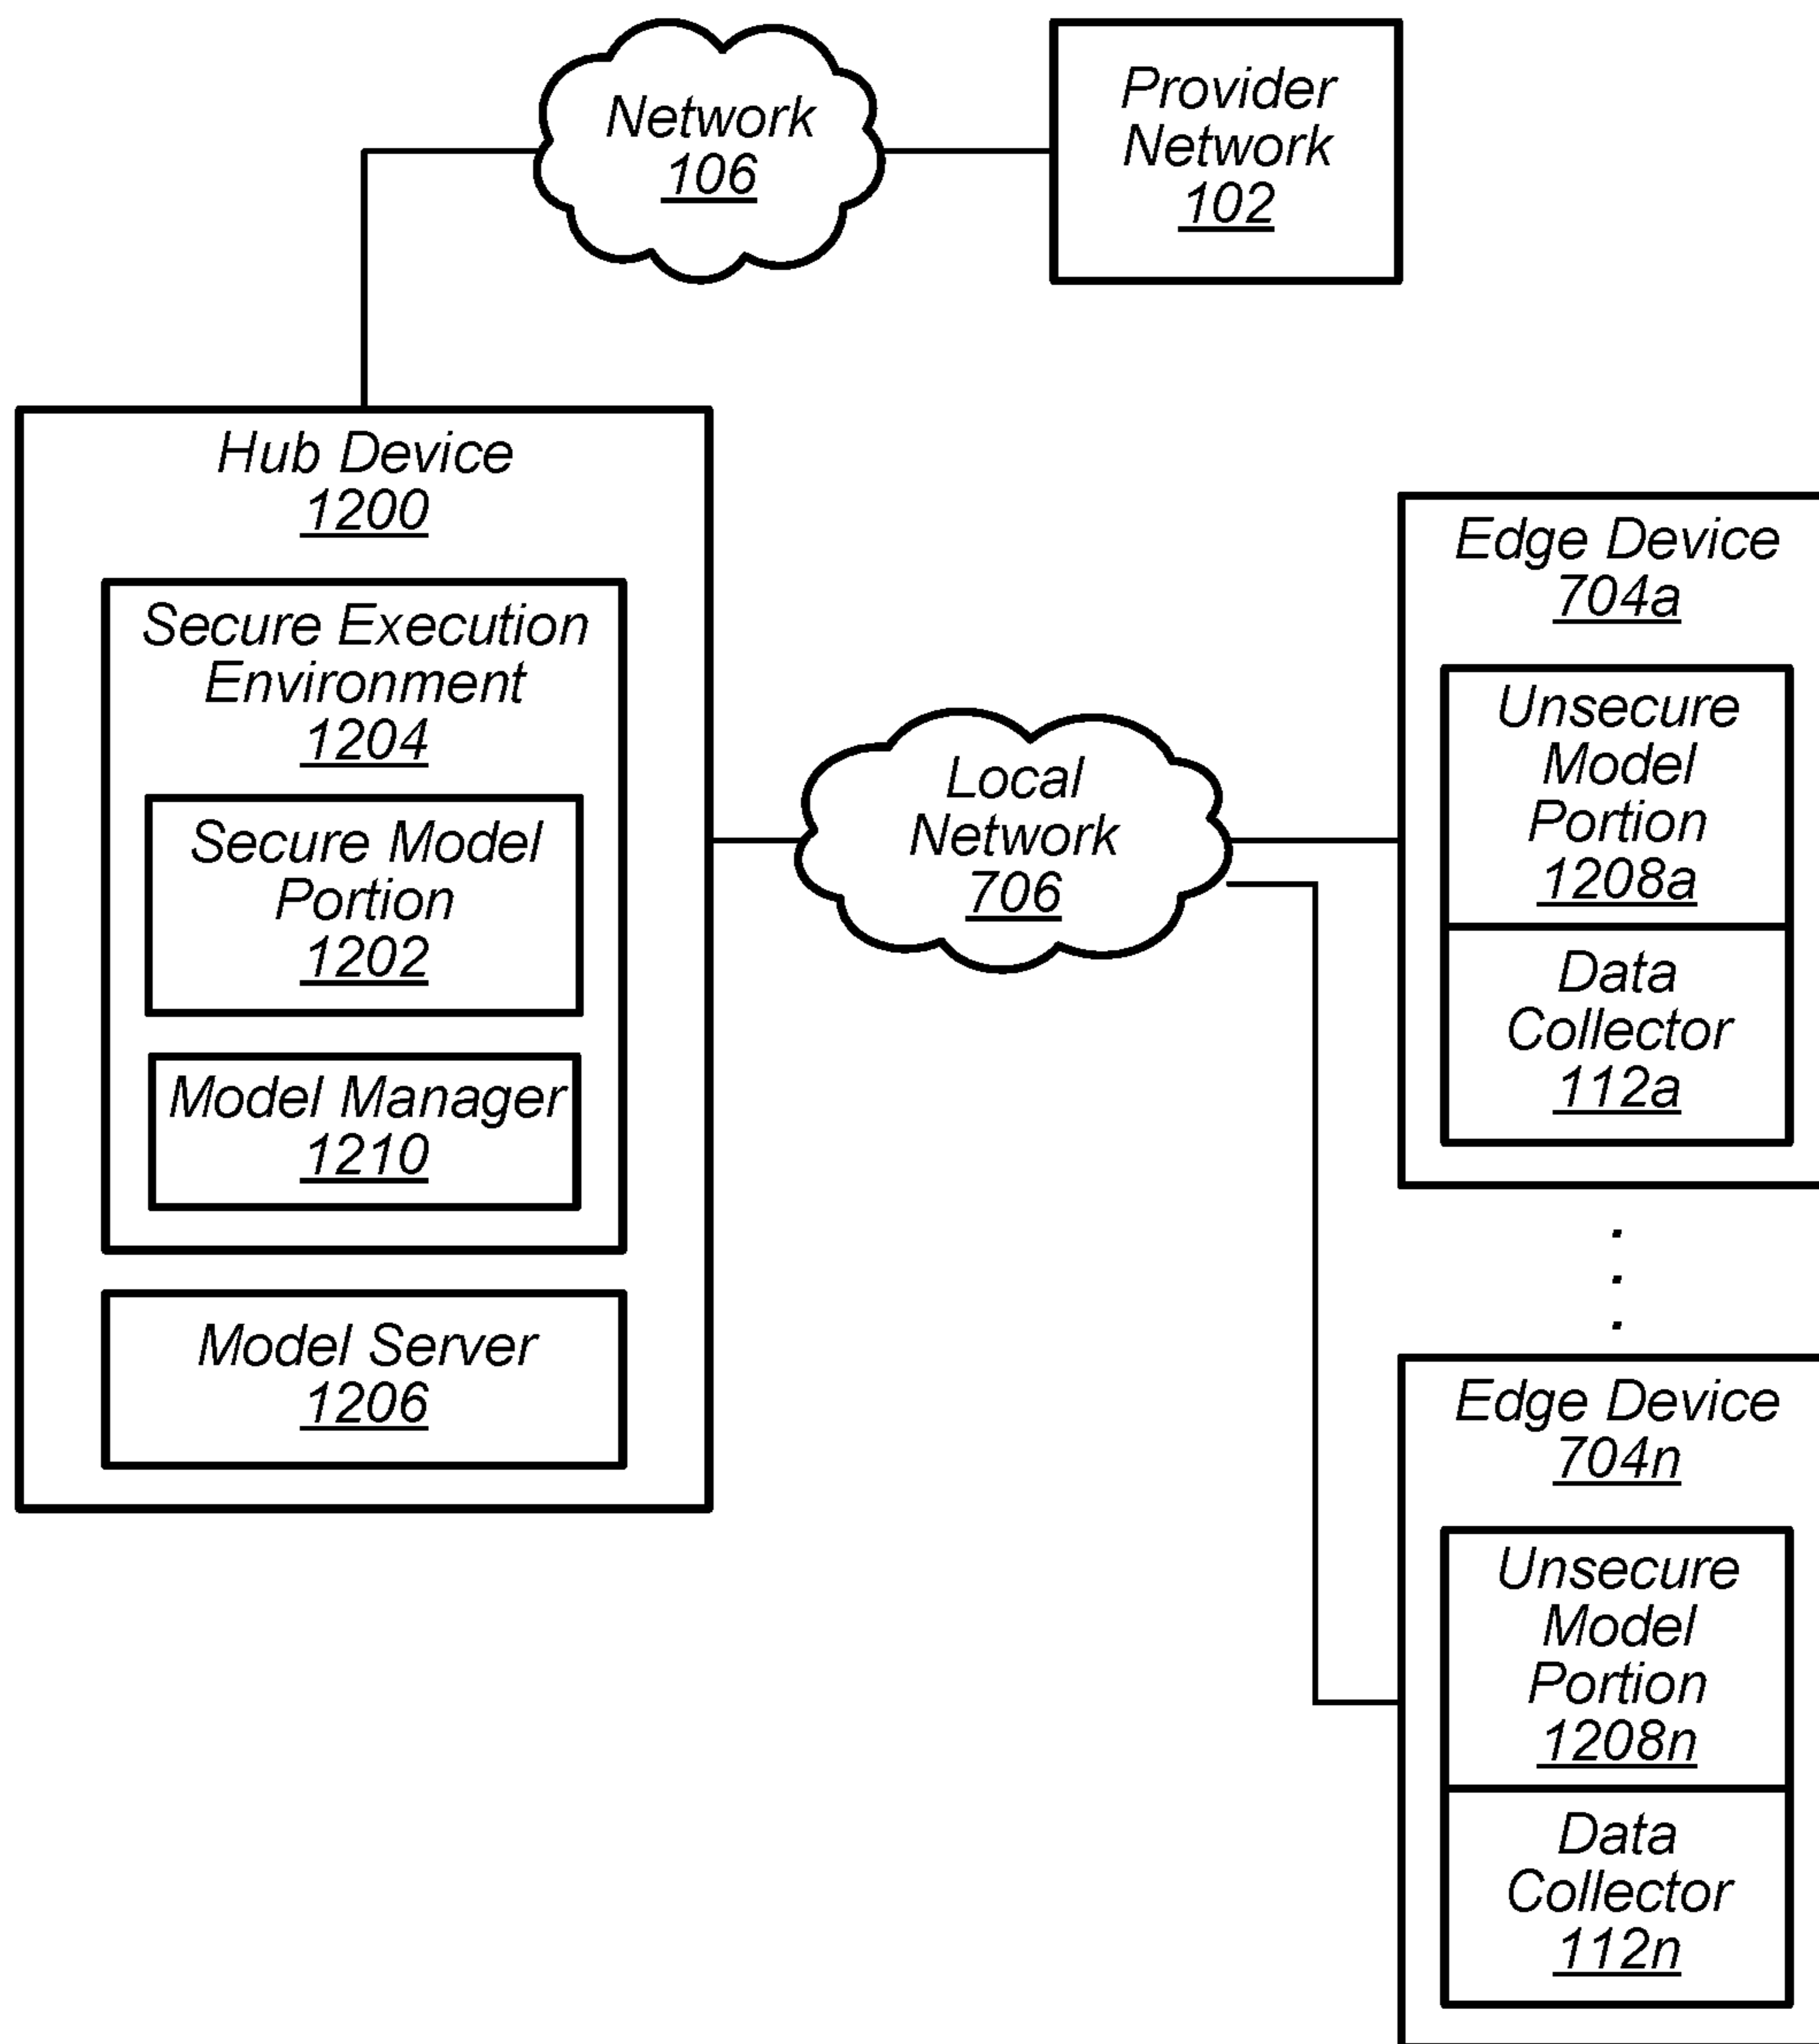 Network
106
Provider
Network
102
Hub Device
1200
Secure Execution
Environment
1204
Secure Model
Portion
1202
Model Manager
1210
Model Server
1206
Local
Network
706
Edge Device
704a
Unsecure
Model
Portion
1208a
Data
Collector
112a
Edge Device
704n
Unsecure
Model
Portion
1208n
Data
Collector
112n